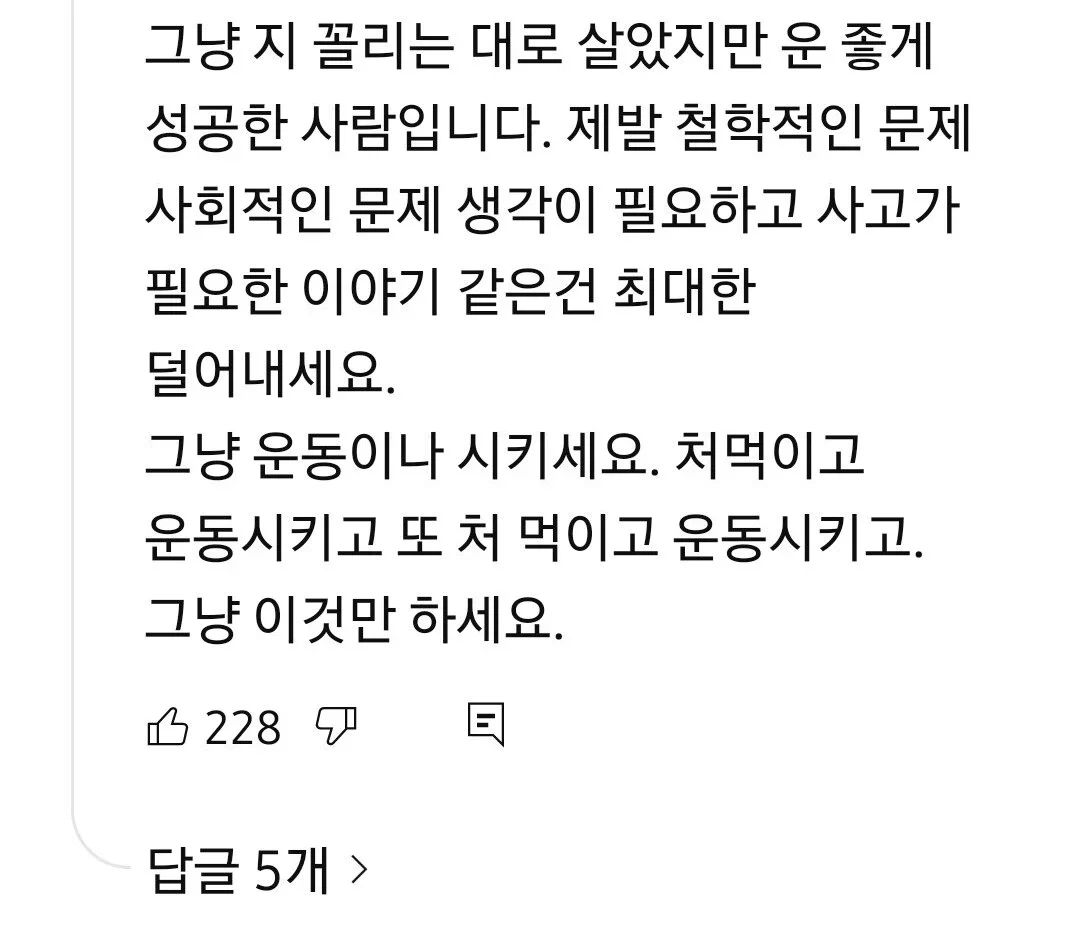 그냥 지 꼴리는 대로 살았지만 운 좋게
성공한 사람입니다. 제발 철학적인 문제
사회적인 문제 생각이 필요하고 사고가
필요한 이야기 같은건 최대한
덜어내세요.
그냥 운동이나 시키세요. 처먹이고
운동시키고 또 처 먹이고 운동시키고.
그냥 이것만 하세요.
228
답글 5개